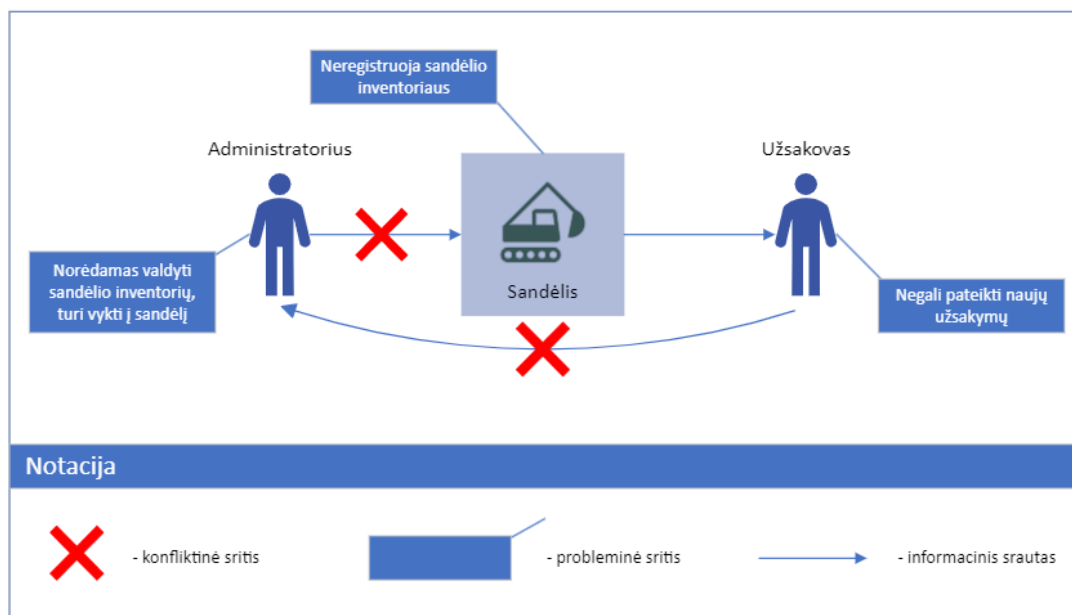 Neregistruoja sandėlio
inventoriaus
Administratorius
Užsakovas
Norėdamas valdyti
sandėlio inventorių,
turi vykti į sandėlį
Sandėlis
Negali pateikti naujų
užsakymų
Notacija
- konfliktinė sritis
- probleminė sritis
- informacinis srautas